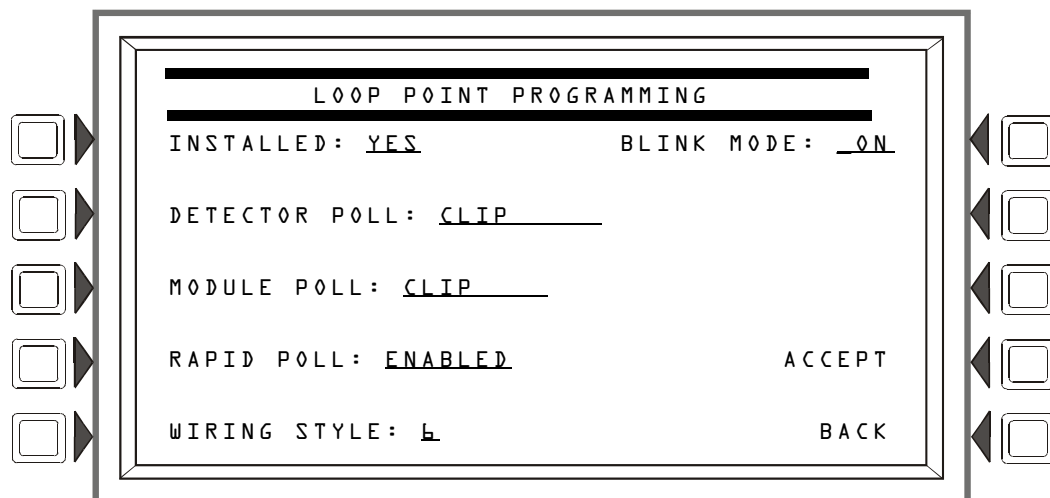 LOOP POINT PROGRAMMING
INSTALLED: YES BLINK MODE: _ON
DETECTOR POLL: CLIP
MODULE POLL: CLIP
RAPID POLL: ENABLED ACCEPT
WIRING STYLE: 6 BACK